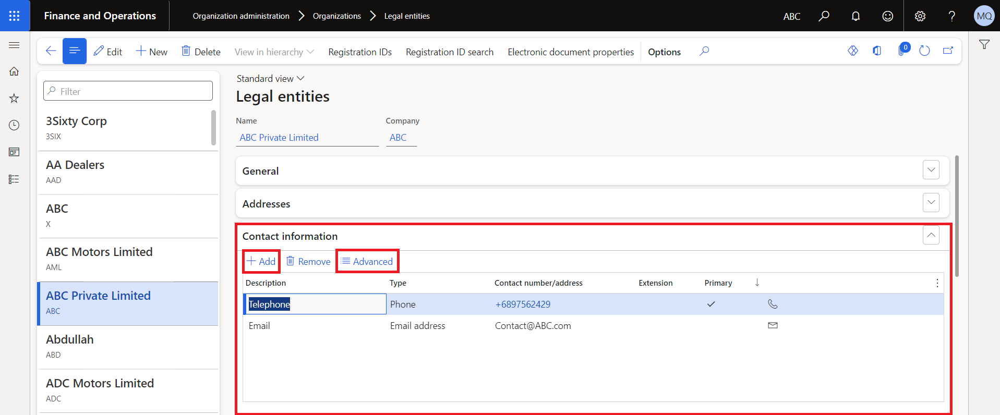 Finance and Operations
Organization administration > Organizations > Legal entities
ABC
MQ
Edit
New
Delete
View in hierarchy
Registration IDs
Registration ID search
Electronic document properties
Options
0
Filter
3Sixty Corp
3SIX
AA Dealers
AAD
ABC
X
ABC Motors Limited
AML
ABC Private Limited
ABC
Abdullah
ABD
ADC Motors Limited
ADC
Standard view
Legal entities
Name Company
ABC Private Limited ABC
General
Addresses
Contact information
Add Remove Advanced
Description Type Contact number/address Extension Primary
Telephone Phone +6897562429
Email Email address Contact@ABC.com